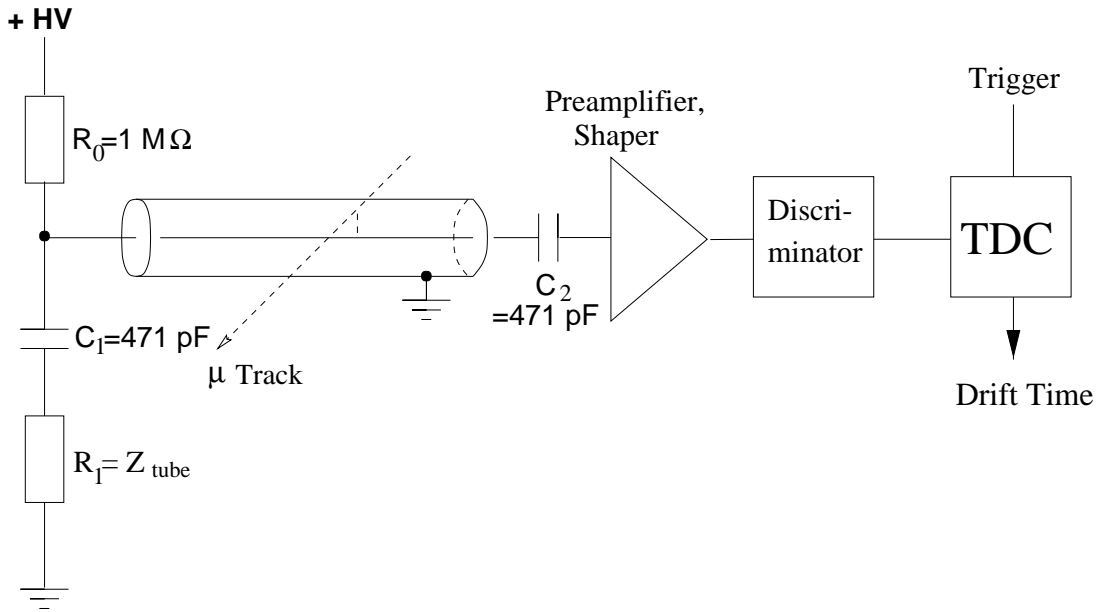 + HV
R0=1 MΩ
C1=471 pF
R1= Z tube
μ Track
C2
=471 pF
Preamplifier,
Shaper
Discri-
minator
Trigger
TDC
Drift Time